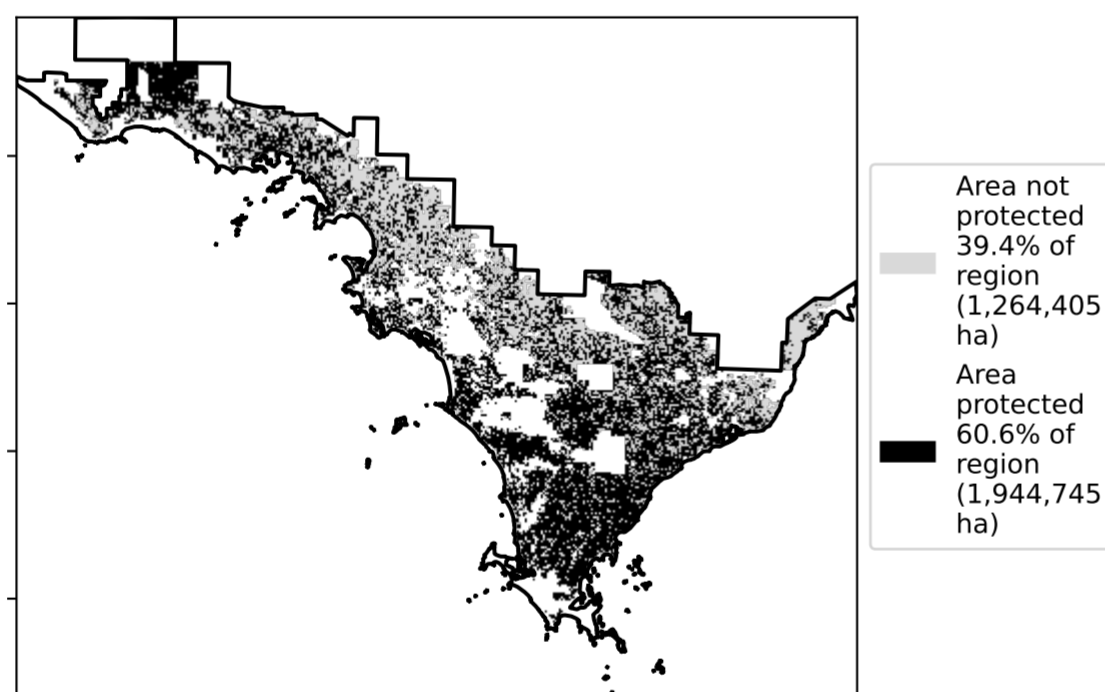 Area not
protected
39.4% of
region
(1,264,405
ha)
Area
protected
60.6% of
region
(1,944,745
ha)